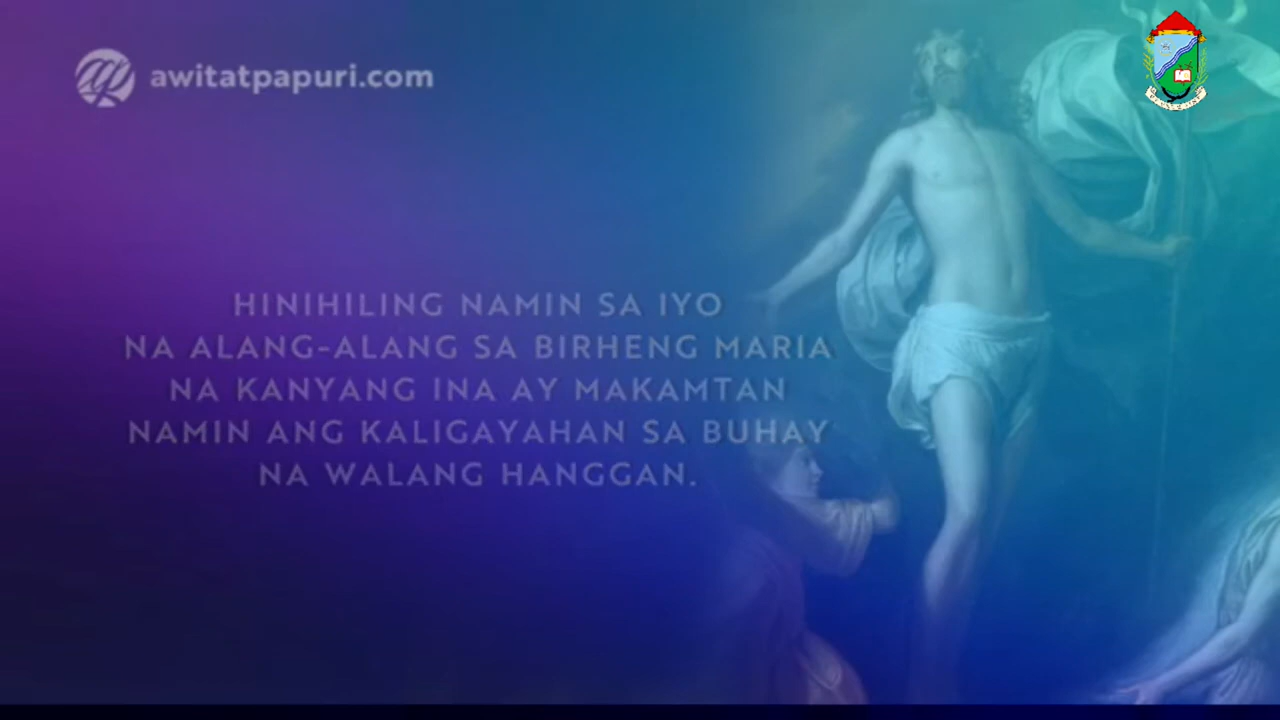 awitatpapuri.com
HINIHILING NAMIN SA IYO
NA ALANG-ALANG SA BIRHENG MARIA
NA KANYANG INA AY MAKAMTAN
NAMIN ANG KALIGAYAHAN SA BUHAY
NA WALANG HANGGAN.